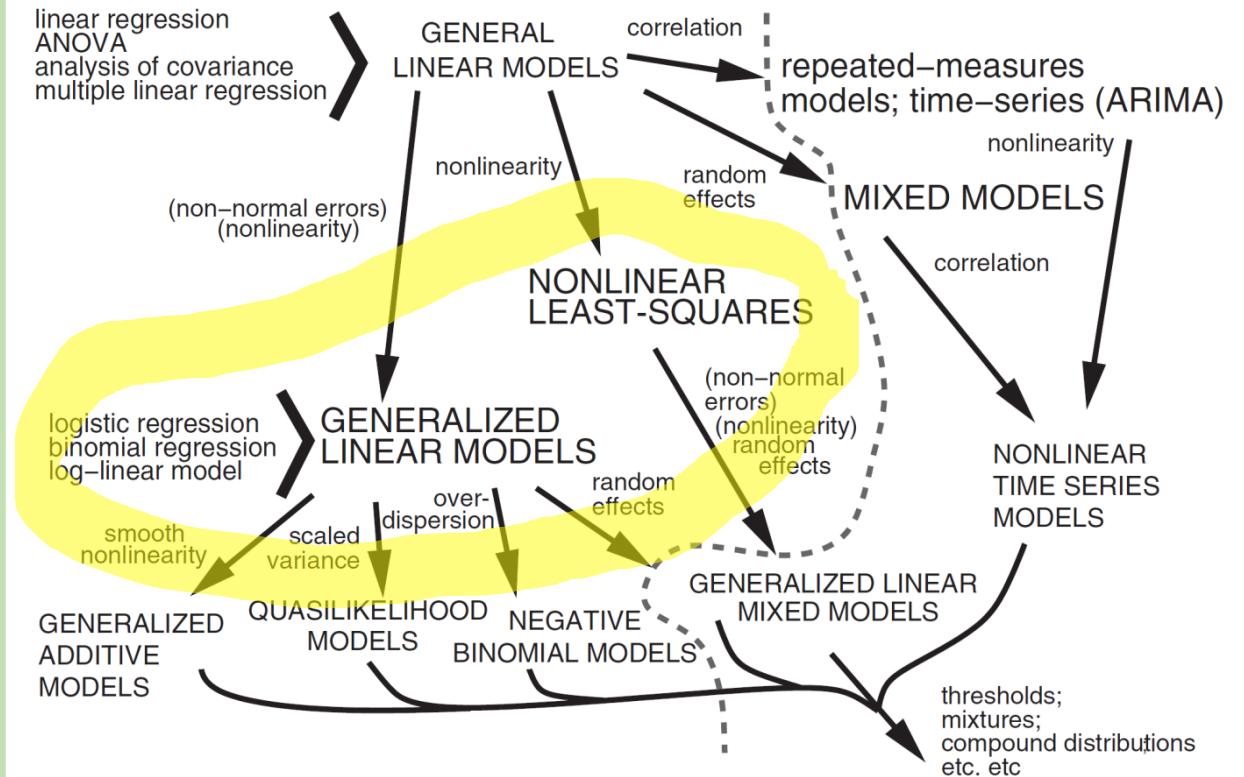 linear regression
ANOVA
analysis of covariance
multiple linear regression
GENERAL
LINEAR MODELS
correlation
repeated−measures
models; time−series (ARIMA)
nonlinearity
nonlinearity
random
effects
MIXED MODELS
(non−normal errors)
(nonlinearity)
correlation
NONLINEAR
LEAST-SQUARES
(non−normal
errors)
(nonlinearity)
random
effects
logistic regression
binomial regression
log−linear model
GENERALIZED
LINEAR MODELS
NONLINEAR
TIME SERIES
MODELS
smooth
nonlinearity
scaled
variance
over-
dispersion
random
effects
GENERALIZED
ADDITIVE
MODELS
QUASILIKELIHOOD
MODELS
NEGATIVE
BINOMIAL MODELS
GENERALIZED LINEAR
MIXED MODELS
thresholds;
mixtures;
compound distributions;
etc. etc